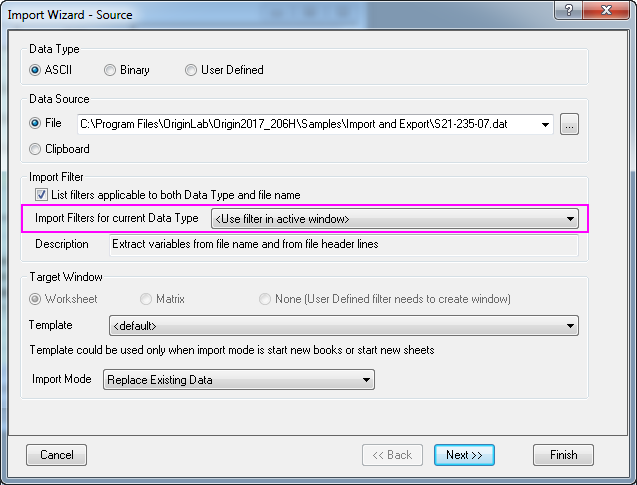 Import Wizard - Source
Data Type
ASCII Binary User Defined
Data Source
File C:\Program Files\OriginLab\Origin2017_206H\Samples\Import and Export\S21-235-07.dat ...
Clipboard
Import Filter
List filters applicable to both Data Type and file name
Import Filters for current Data Type <Use filter in active window>
Description Extract variables from file name and from file header lines
Target Window
Worksheet Matrix None (User Defined filter needs to create window)
Template <default>
Template could be used only when import mode is start new books or start new sheets
Import Mode Replace Existing Data
Cancel << Back Next >> Finish